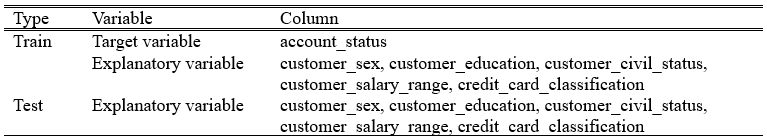 Type Variable Column
Train Target variable account_status
Explanatory variable customer_sex, customer_education, customer_civil_status,
customer_salary_range, credit_card_classification
Test Explanatory variable customer_sex, customer_education, customer_civil_status,
customer_salary_range, credit_card_classification